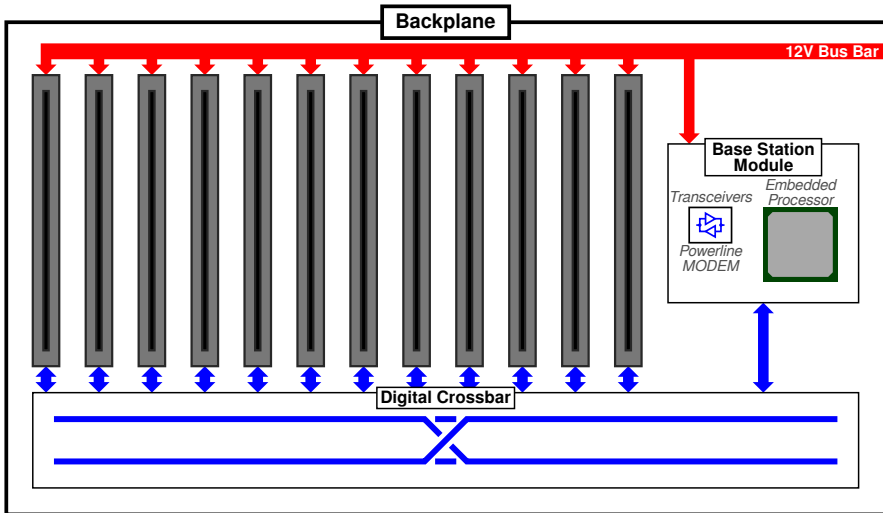 Backplane
12V Bus Bar
Base Station
Module
Transceivers
Embedded
Processor
Powerline
MODEM
Digital Crossbar